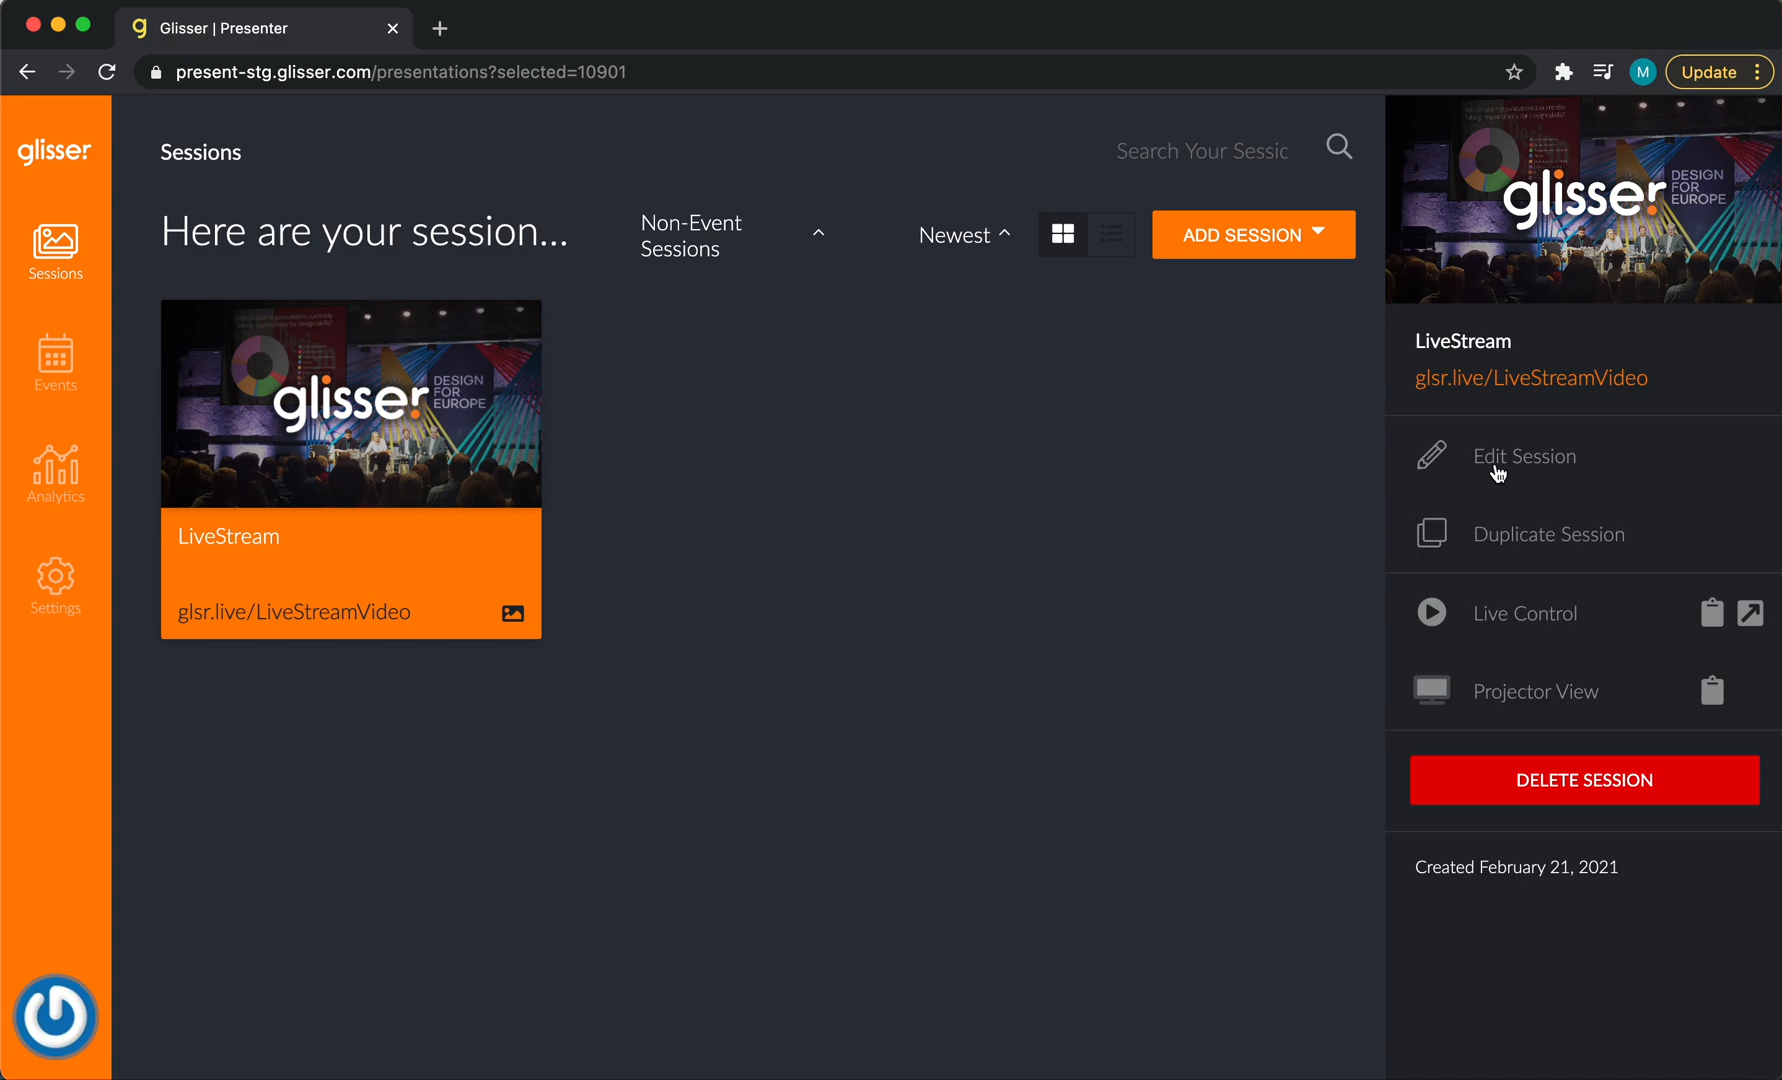 Glisser | Presenter
present-stg.glisser.com/presentations?selected=10901
M
Update
glisser
Sessions
Events
Analytics
Settings
Sessions
Search Your Sessic
Here are your session...
Non-Event
Sessions
Newest
ADD SESSION
glisser
DESIGN
FOR
EUROPE
LiveStream
glsr.live/LiveStreamVideo
glisser
DESIGN
FOR
EUROPE
LiveStream
glsr.live/LiveStreamVideo
Edit Session
Duplicate Session
Live Control
Projector View
DELETE SESSION
Created February 21, 2021